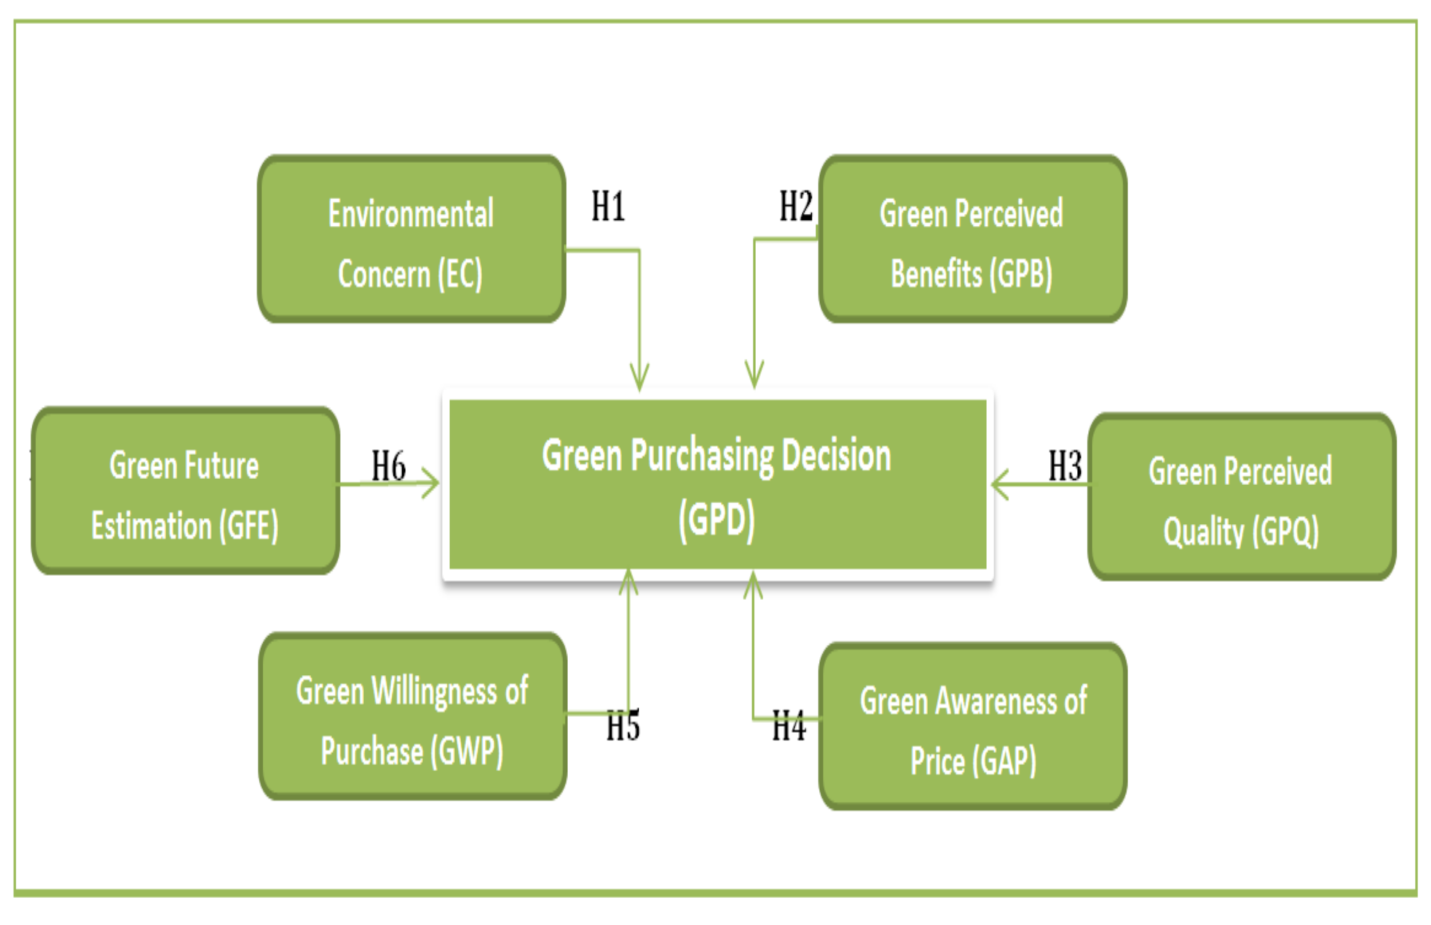 Environmental
Concern (EC)
H1
H2
Green Perceived
Benefits (GPB)
Green Future
Estimation (GFE)
H6
Green Purchasing Decision
(GPD)
H3
Green Perceived
Quality (GPQ)
Green Willingness of
Purchase (GWP)
H5
H4
Green Awareness of
Price (GAP)